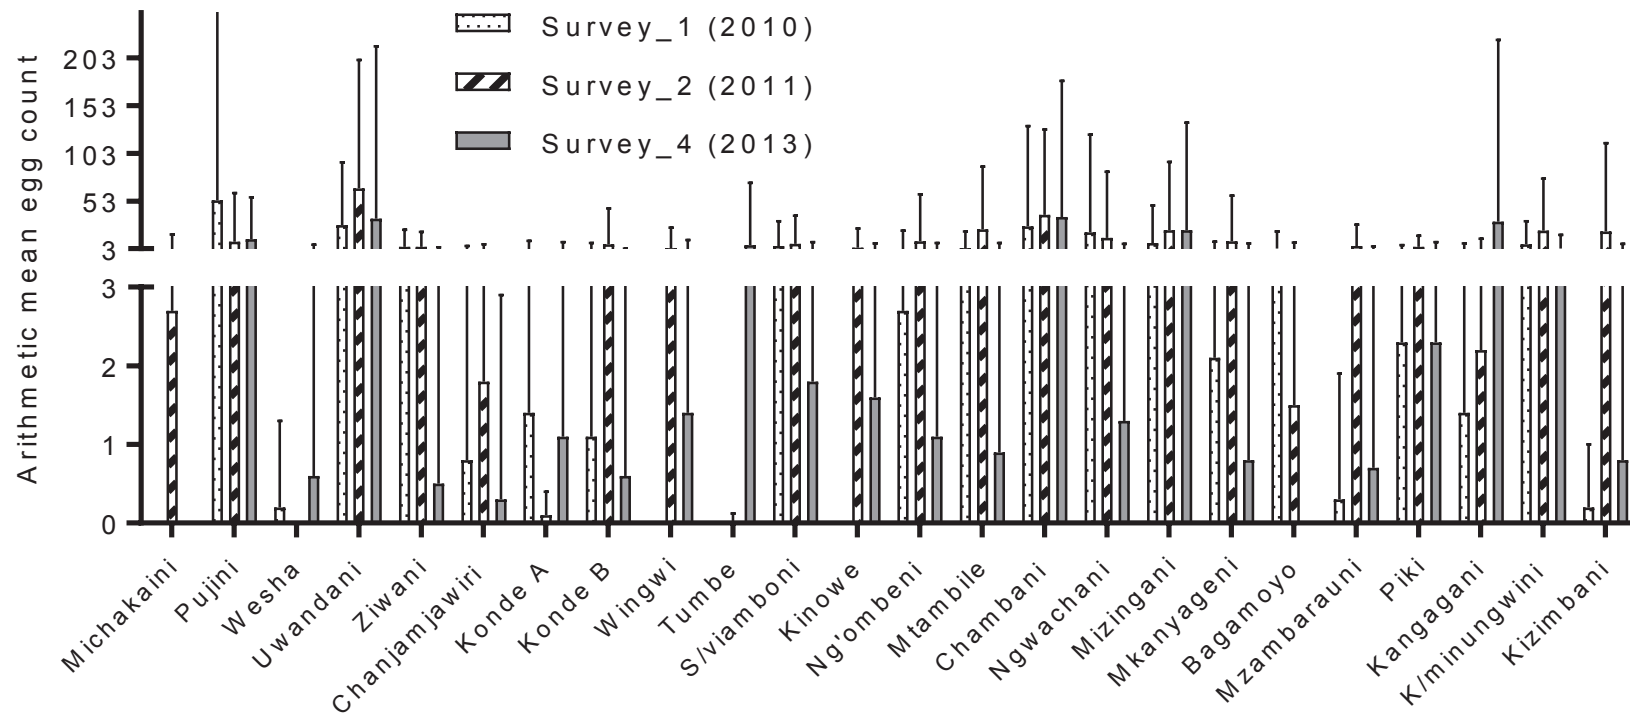 Arithmetic mean egg count
203
153
103
53
3
3
2
1
0
Survey_1 (2010)
Survey_2 (2011)
Survey_4 (2013)
Michakaini
Pujini
Wesha
Uwandani
Ziwani
Chanjamjawiri
Konde A
Konde B
Wingwi
Tumbe
S/viamboni
Kinowe
Ng'ombeni
Mtambile
Chambani
Ngwachani
Mizingani
Mkanyageni
Bagamoyo
Mzambarauni
Piki
Kangagani
K/minungwini
Kizimbani